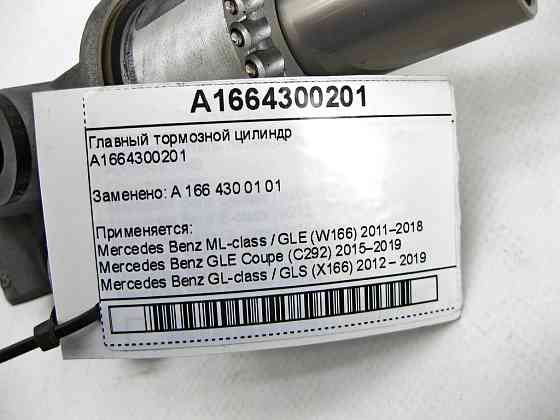 A1664300201
Главный тормозной цилиндр
A1664300201
Заменено: A 166 430 01 01
Применяется:
Mercedes Benz ML-class / GLE (W166) 2011–2018
Mercedes Benz GLE Coupe (C292) 2015–2019
Mercedes Benz GL-class / GLS (X166) 2012 – 2019